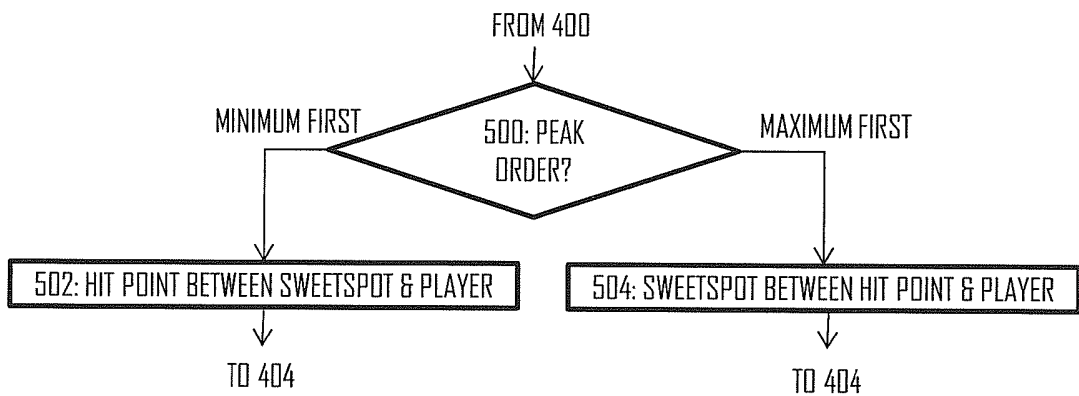 FROM 400
MINIMUM FIRST
500: PEAK
ORDER?
MAXIMUM FIRST
502: HIT POINT BETWEEN SWEETSPOT & PLAYER
504: SWEETSPOT BETWEEN HIT POINT & PLAYER
TO 404
TO 404